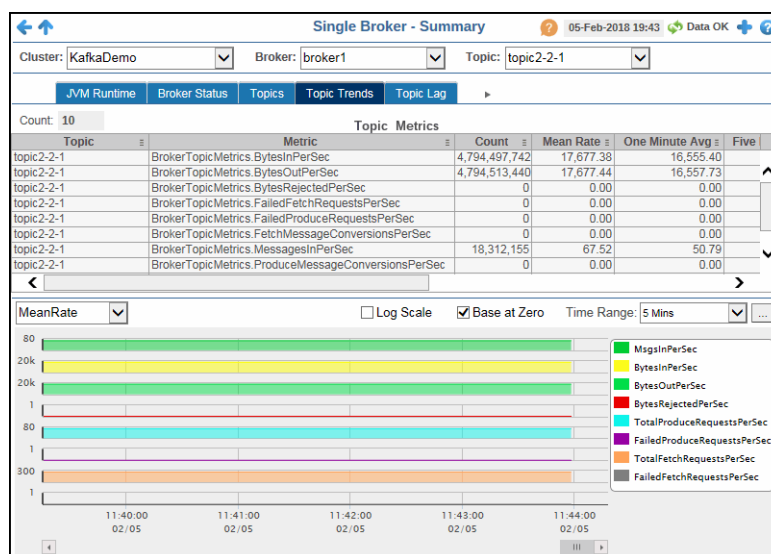 Single Broker - Summary
? 05-Feb-2018 19:43 Data OK ?
Cluster: KafkaDemo Broker: broker1 Topic: topic2-2-1
JVM Runtime Broker Status Topics Topic Trends Topic Lag
Count: 10
Topic Metrics
Topic Metric Count Mean Rate One Minute Avg Five
topic2-2-1 BrokerTopicMetrics.BytesInPerSec 4,794,497,742 17,677.38 16,555.40
topic2-2-1 BrokerTopicMetrics.BytesOutPerSec 4,794,513,440 17,677.44 16,557.73
topic2-2-1 BrokerTopicMetrics.BytesRejectedPerSec 0 0.00 0.00
topic2-2-1 BrokerTopicMetrics.FailedFetchRequestsPerSec 0 0.00 0.00
topic2-2-1 BrokerTopicMetrics.FailedProduceRequestsPerSec 0 0.00 0.00
topic2-2-1 BrokerTopicMetrics.FetchMessageConversionsPerSec 0 0.00 0.00
topic2-2-1 BrokerTopicMetrics.MessagesInPerSec 18,312,155 67.52 50.79
topic2-2-1 BrokerTopicMetrics.ProduceMessageConversionsPerSec 0 0.00 0.00
MeanRate Log Scale Base at Zero Time Range: 5 Mins ...
80
20k
20k
1
80
1
300
1
MsgsInPerSec
BytesInPerSec
BytesOutPerSec
BytesRejectedPerSec
TotalProduceRequestsPerSec
FailedProduceRequestsPerSec
TotalFetchRequestsPerSec
FailedFetchRequestsPerSec
11:40:00 11:41:00 11:42:00 11:43:00 11:44:00
02/05 02/05 02/05 02/05 02/05